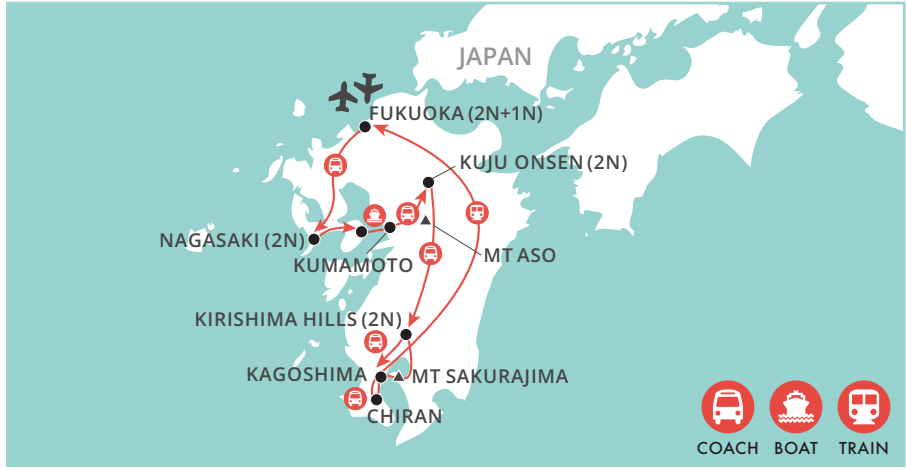 JAPAN
FUKUOKA (2N+1N)
KUJU ONSEN (2N)
NAGASAKI (2N)
KUMAMOTO
MT ASO
KIRISHIMA HILLS (2N)
KAGOSHIMA
MT SAKURAJIMA
CHIRAN
COACH BOAT TRAIN